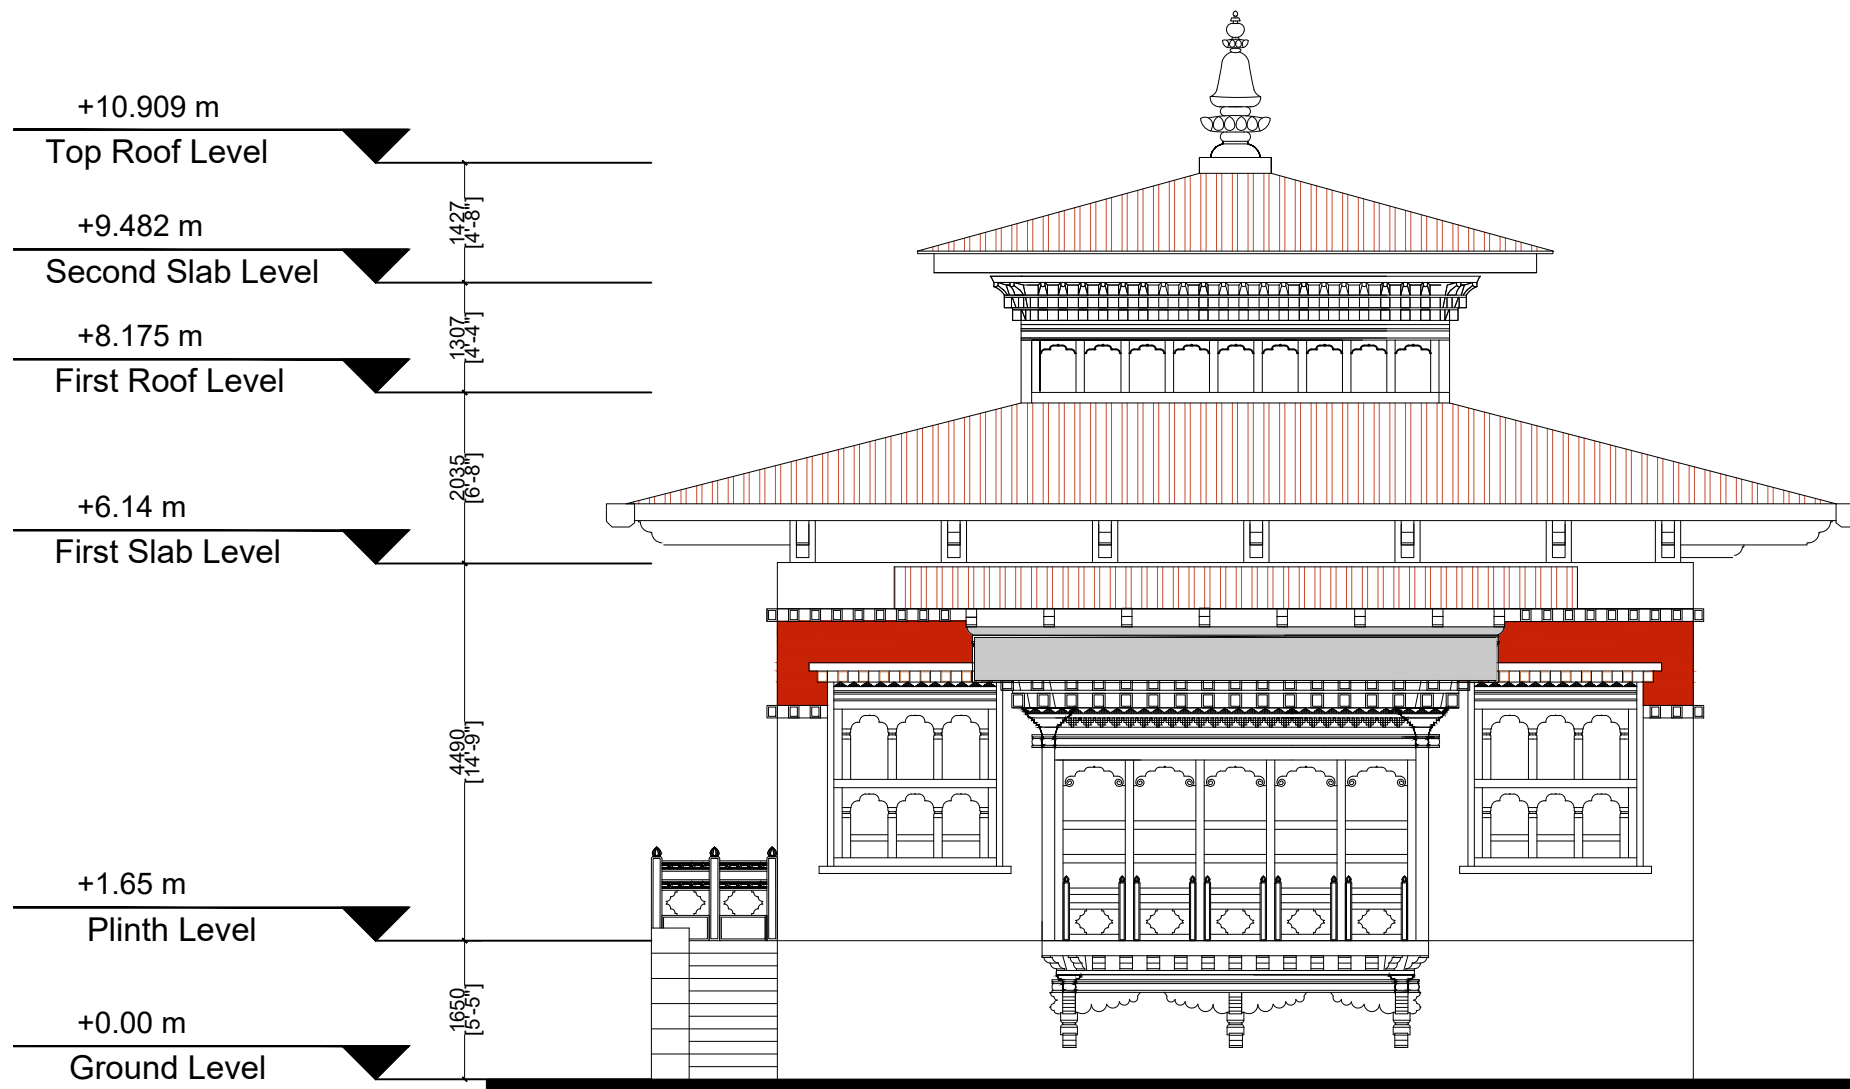 +10.909 m
Top Roof Level
1427
[4'-8"]
+9.482 m
Second Slab Level
1307
[4'-4"]
+8.175 m
First Roof Level
2035
[6'-8"]
+6.14 m
First Slab Level
4490
[14'-9"]
+1.65 m
Plinth Level
1650
[5'-5"]
+0.00 m
Ground Level